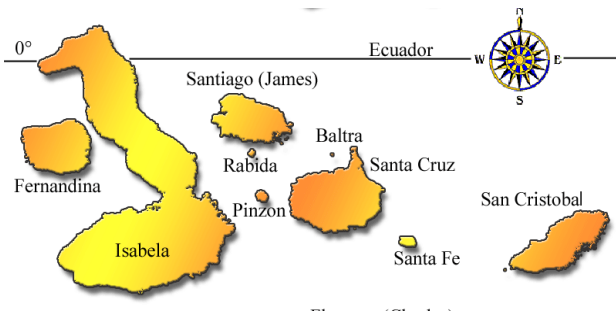 N
0°
Ecuador
W
E
S
Santiago (James)
Baltra
Rabida
Santa Cruz
Fernandina
San Cristobal
Pinzon
Isabela
Santa Fe